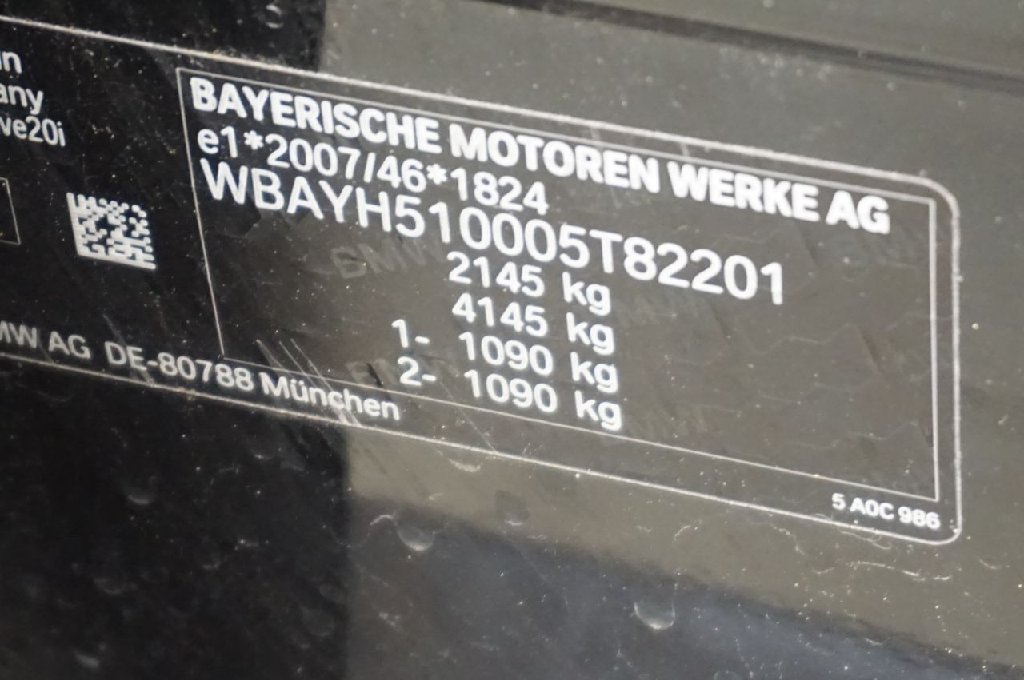 BAYERISCHE MOTOREN WERKE AG
e1*2007/46*1824
WBAYH510005T82201
2145 kg
4145 kg
1- 1090 kg
2- 1090 kg
5 A0C 986
any
ve20i
MW AG DE-80788 München